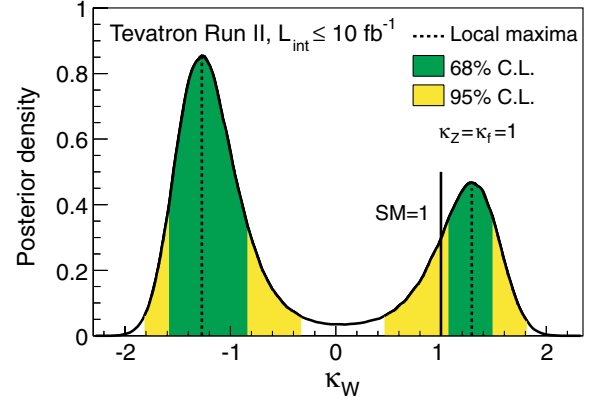 Tevatron Run II, L_int ≤ 10 fb⁻¹
Local maxima
68% C.L.
95% C.L.
κ_Z=κ_f=1
SM=1
Posterior density
1
0.8
0.6
0.4
0.2
0
-2 -1 0 1 2
κ_W